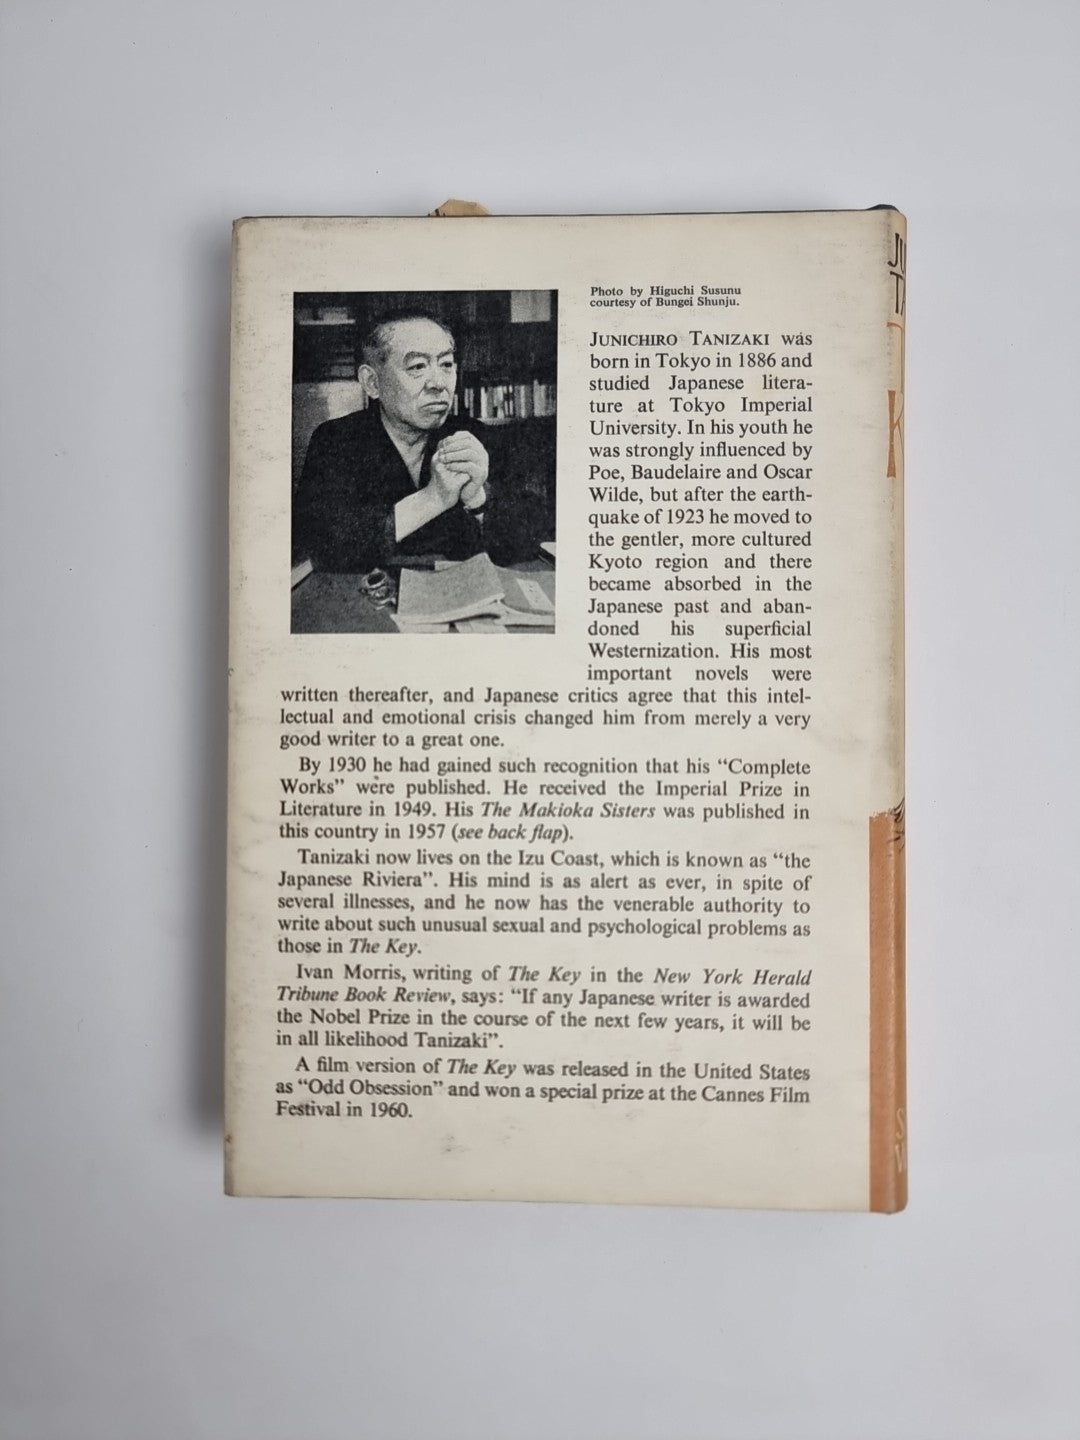 Photo by Higuchi Susunu
courtesy of Bungei Shunju.
JUNICHIRO TANIZAKI was
born in Tokyo in 1886 and
studied Japanese litera-
ture at Tokyo Imperial
University. In his youth he
was strongly influenced by
Poe, Baudelaire and Oscar
Wilde, but after the earth-
quake of 1923 he moved to
the gentler, more cultured
Kyoto region and there
became absorbed in the
Japanese past and aban-
doned his superficial
Westernization. His most
important novels were
written thereafter, and Japanese critics agree that this intel-
lectual and emotional crisis changed him from merely a very
good writer to a great one.
By 1930 he had gained such recognition that his “Complete
Works” were published. He received the Imperial Prize in
Literature in 1949. His The Makioka Sisters was published in
this country in 1957 (see back flap).
Tanizaki now lives on the Izu Coast, which is known as “the
Japanese Riviera”. His mind is as alert as ever, in spite of
several illnesses, and he now has the venerable authority to
write about such unusual sexual and psychological problems as
those in The Key.
Ivan Morris, writing of The Key in the New York Herald
Tribune Book Review, says: “If any Japanese writer is awarded
the Nobel Prize in the course of the next few years, it will be
in all likelihood Tanizaki”.
A film version of The Key was released in the United States
as “Odd Obsession” and won a special prize at the Cannes Film
Festival in 1960.